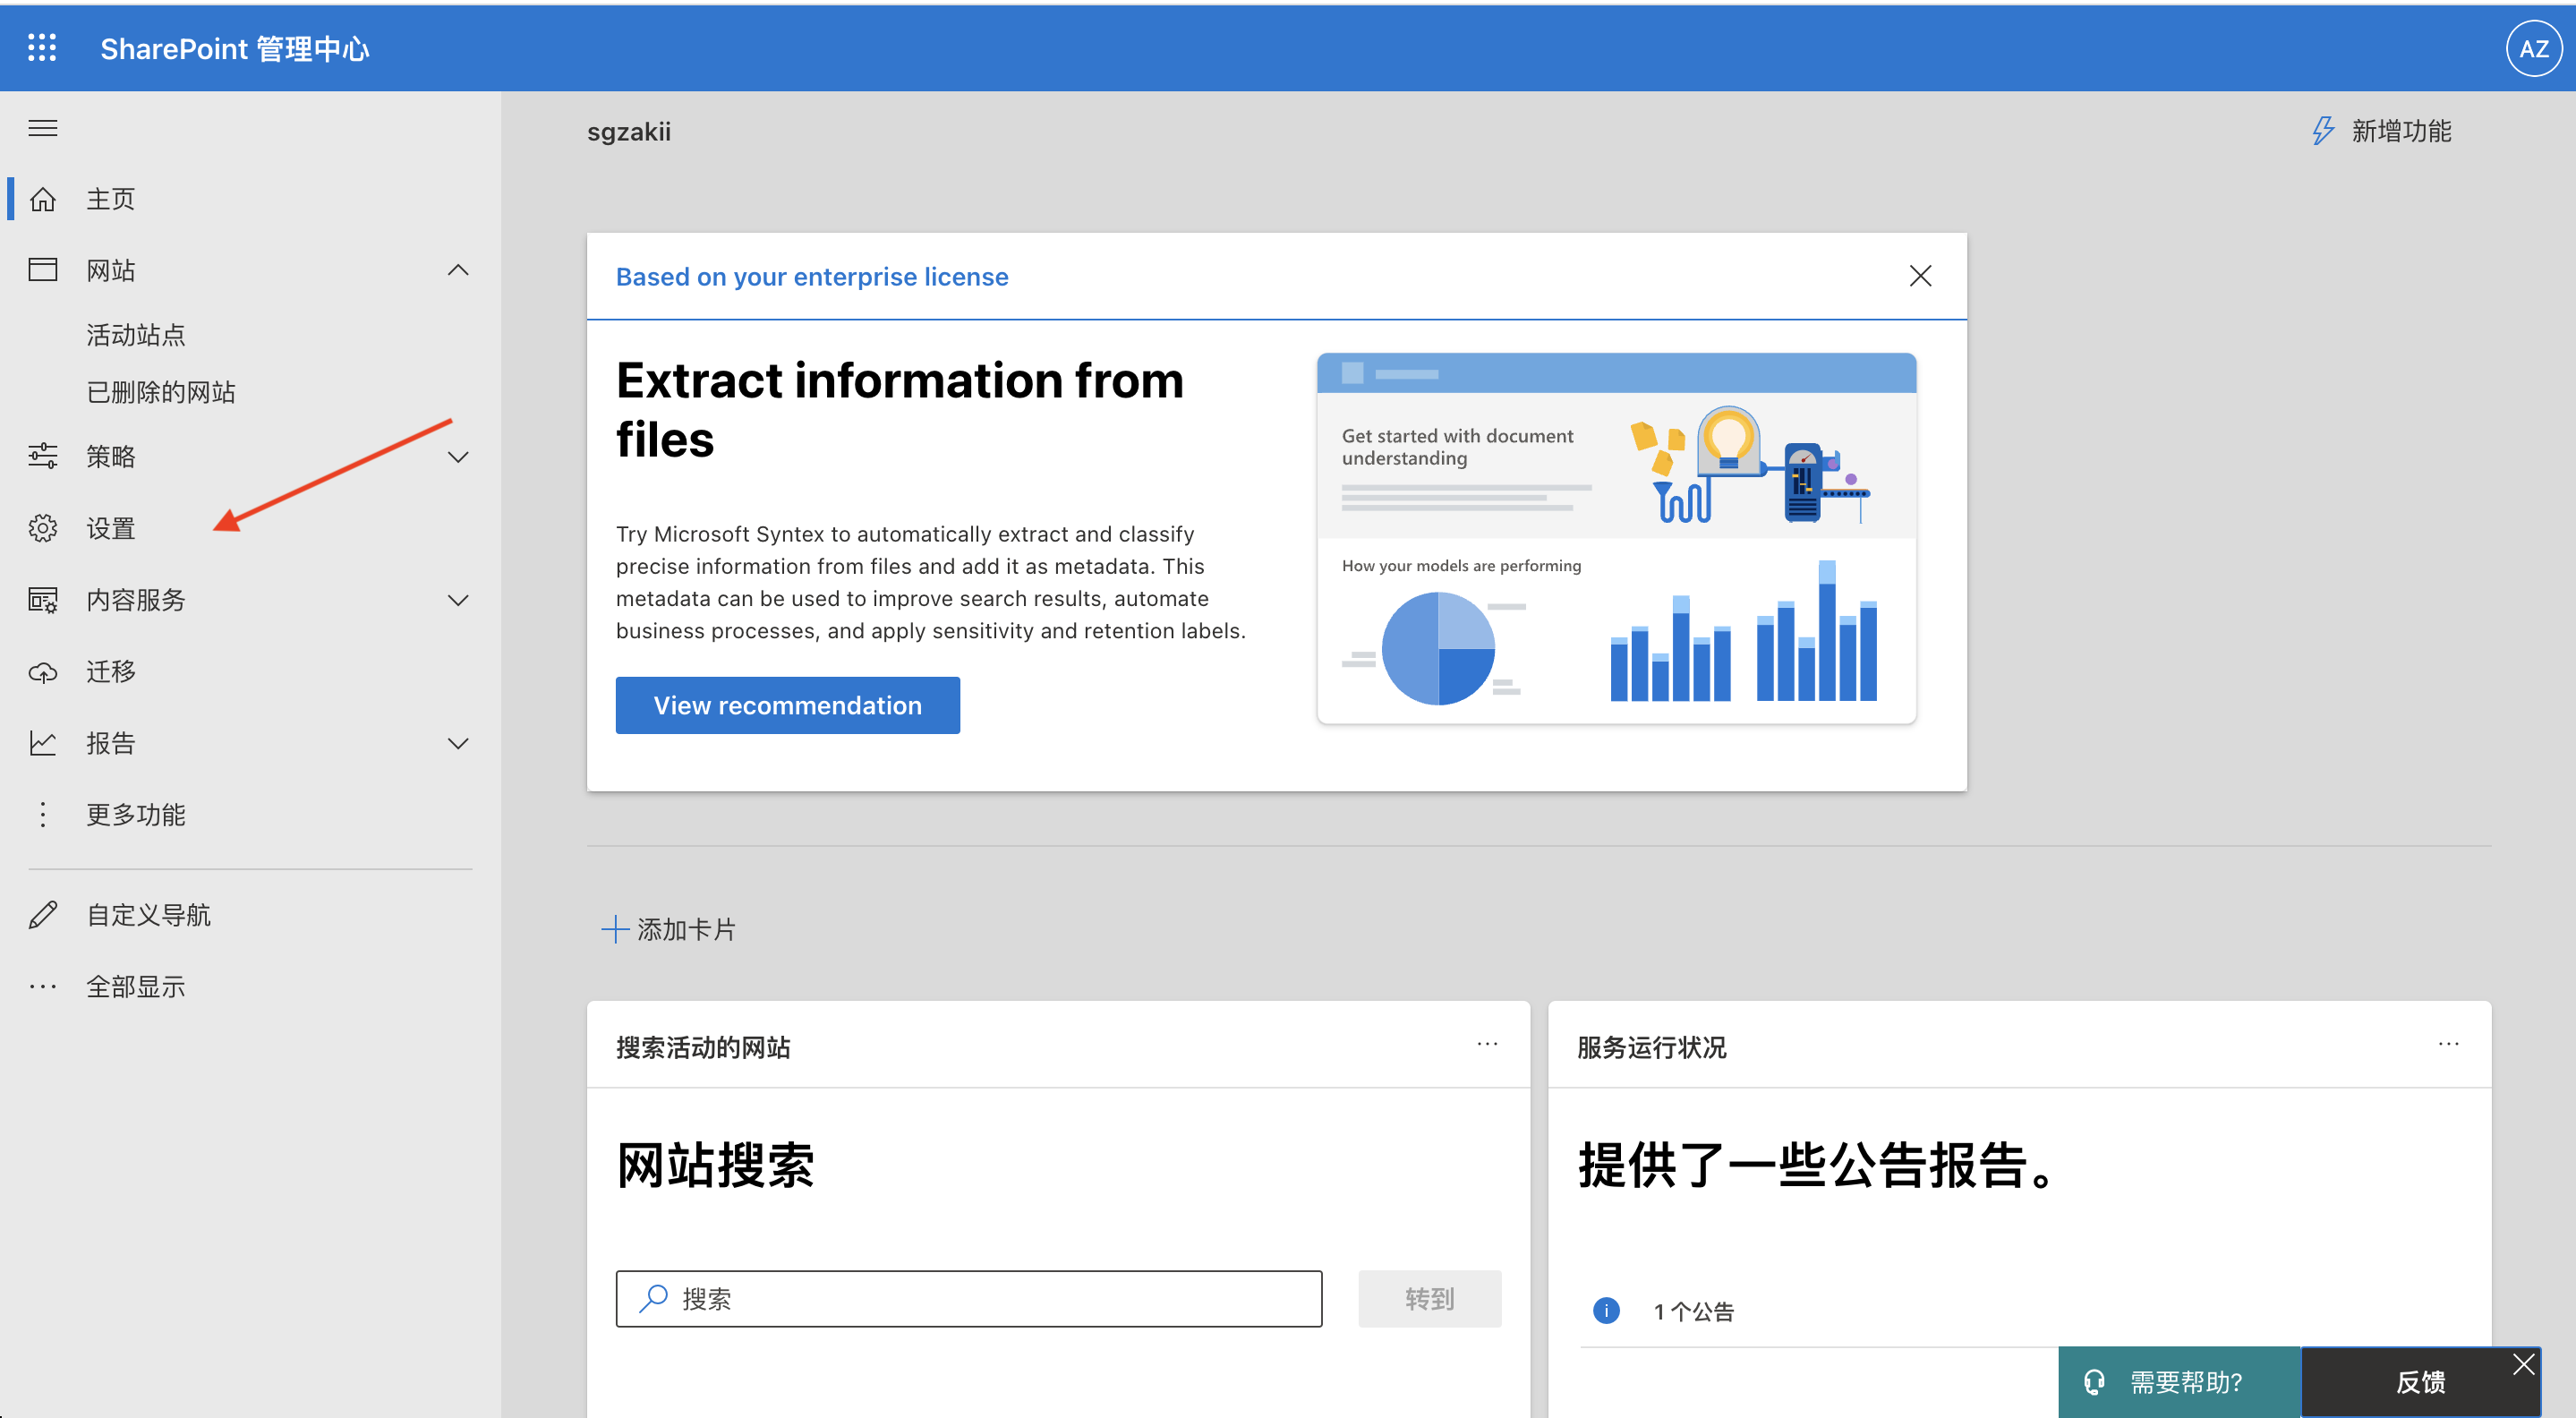 SharePoint 管理中心
AZ
sgzakii
新增功能
主页
网站
活动站点
已删除的网站
策略
设置
内容服务
迁移
报告
更多功能
自定义导航
全部显示
Based on your enterprise license
Extract information from
files
Try Microsoft Syntex to automatically extract and classify
precise information from files and add it as metadata. This
metadata can be used to improve search results, automate
business processes, and apply sensitivity and retention labels.
View recommendation
Get started with document
understanding
How your models are performing
添加卡片
搜索活动的网站
网站搜索
搜索
转到
服务运行状况
提供了一些公告报告。
1 个公告
需要帮助?
反馈